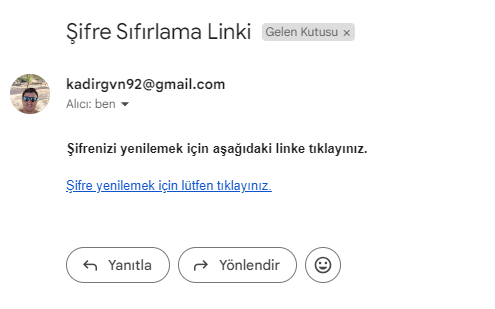 Şifre Sıfırlama Linki Gelen Kutusu ×
kadirgvn92@gmail.com
Alıcı: ben
Şifrenizi yenilemek için aşağıdaki linke tıklayınız.
Şifre yenilemek için lütfen tıklayınız.
Yanıtla Yönlendir